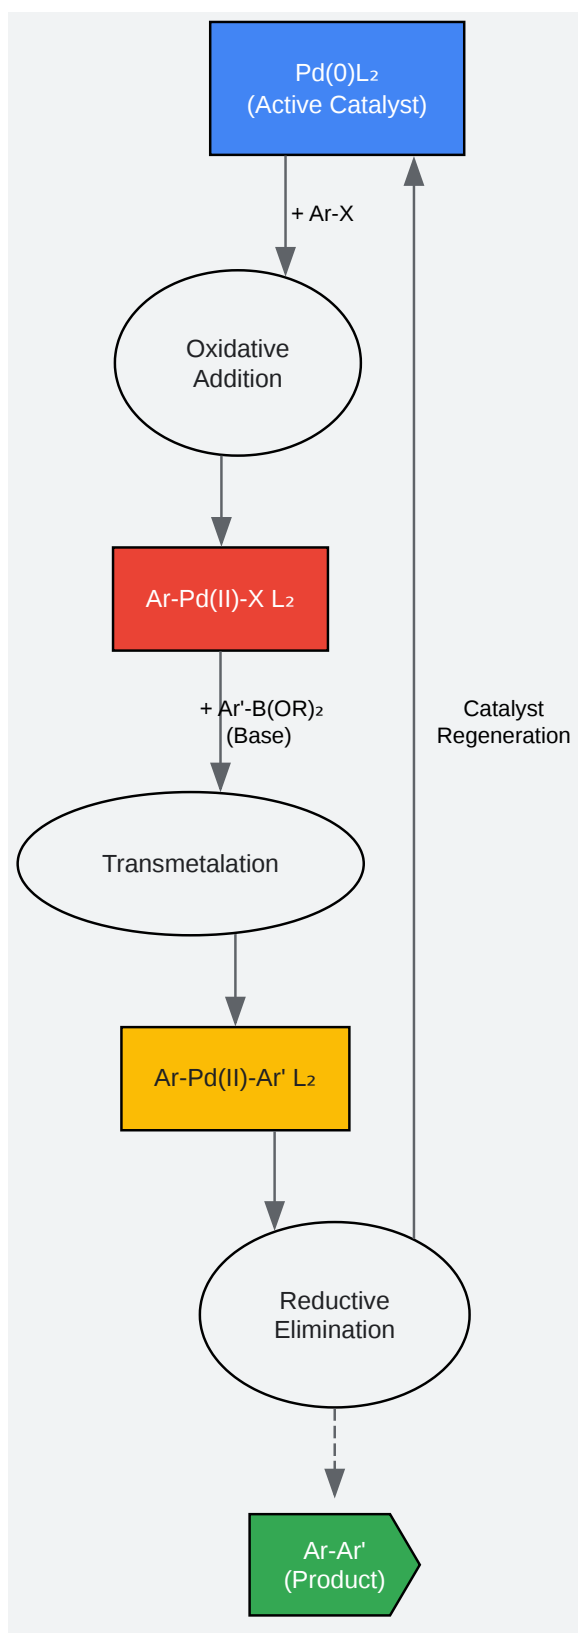 Pd(0)L₂
(Active Catalyst)
+ Ar-X
Oxidative
Addition
Ar-Pd(II)-X L₂
+ Ar'-B(OR)₂
(Base)
Catalyst
Regeneration
Transmetalation
Ar-Pd(II)-Ar' L₂
Reductive
Elimination
Ar-Ar'
(Product)